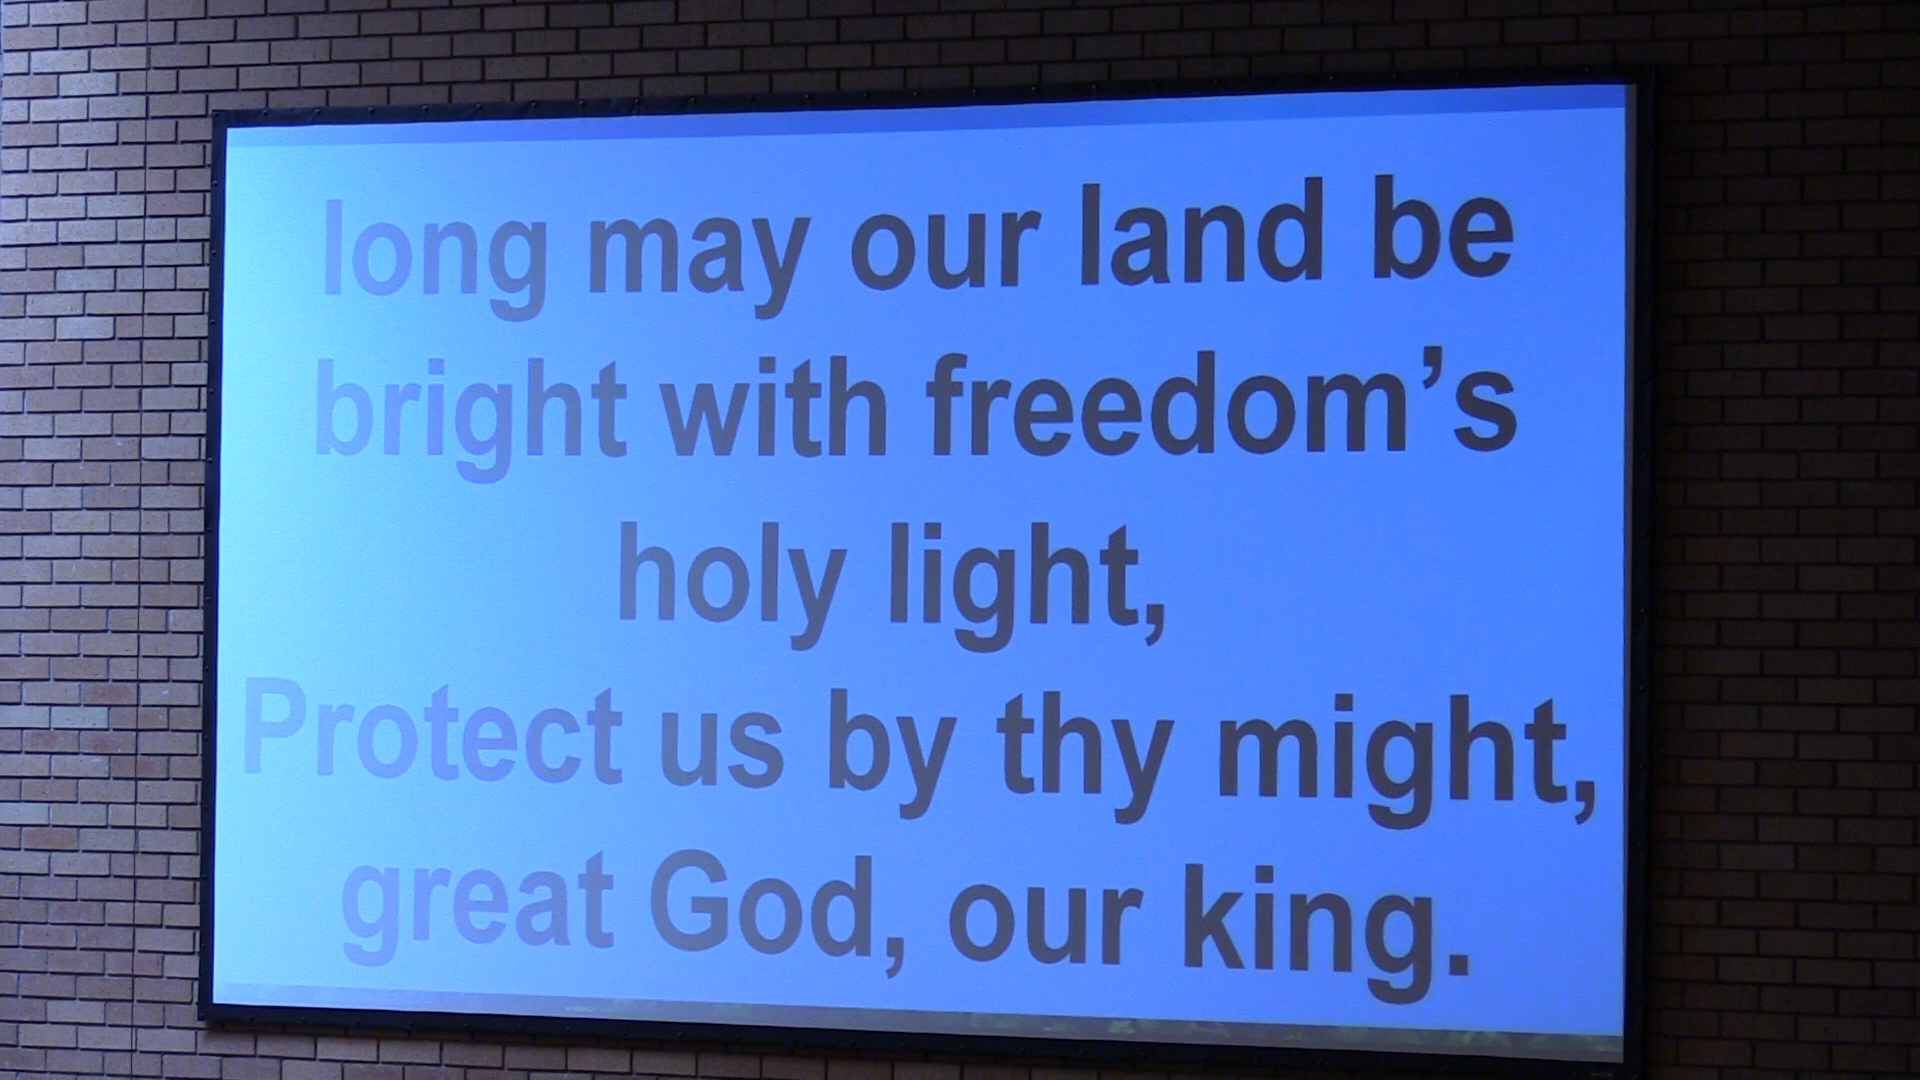 long may our land be
bright with freedom’s
holy light,
Protect us by thy might,
great God, our king.